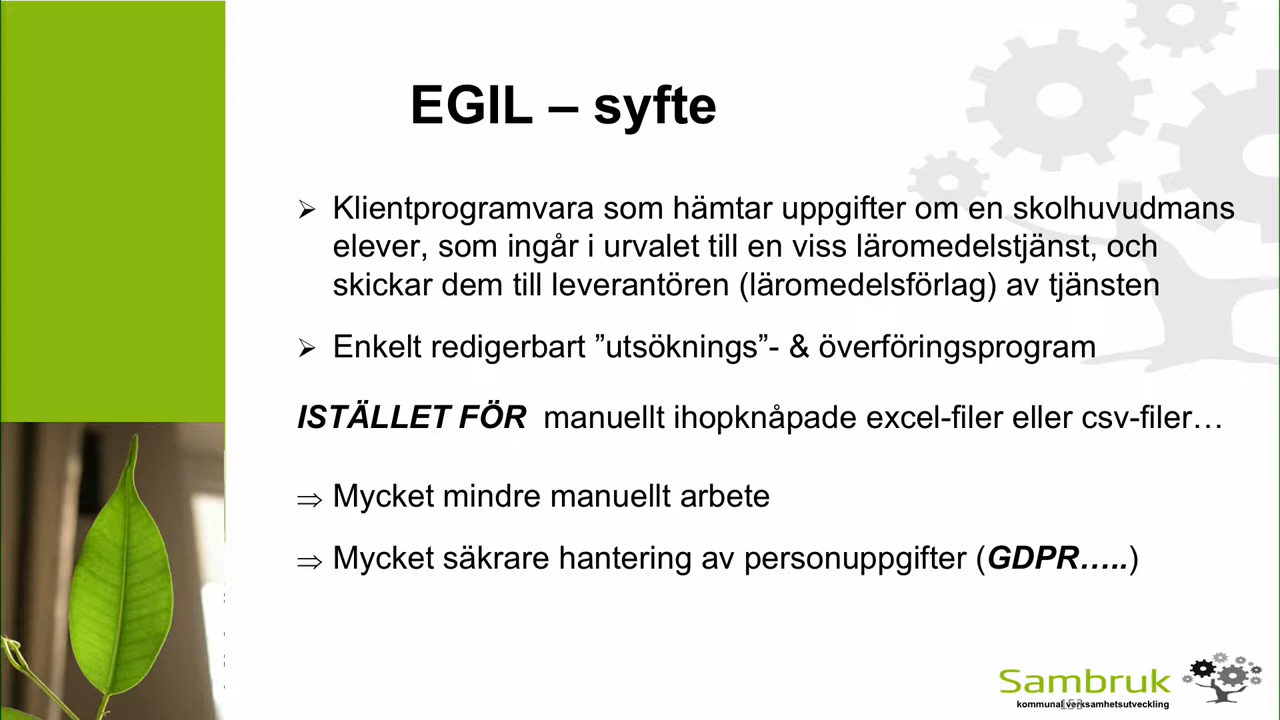 EGIL – syfte
➢ Klientprogramvara som hämtar uppgifter om en skolhuvudmans
elever, som ingår i urvalet till en viss läromedelstjänst, och
skickar dem till leverantören (läromedelsförlag) av tjänsten
➢ Enkelt redigerbart ”utsöknings”- & överföringsprogram
ISTÄLLET FÖR manuellt ihopknåpade excel-filer eller csv-filer…
⇒ Mycket mindre manuellt arbete
⇒ Mycket säkrare hantering av personuppgifter (GDPR…..)
Sambruk
kommunal verksamhetsutveckling